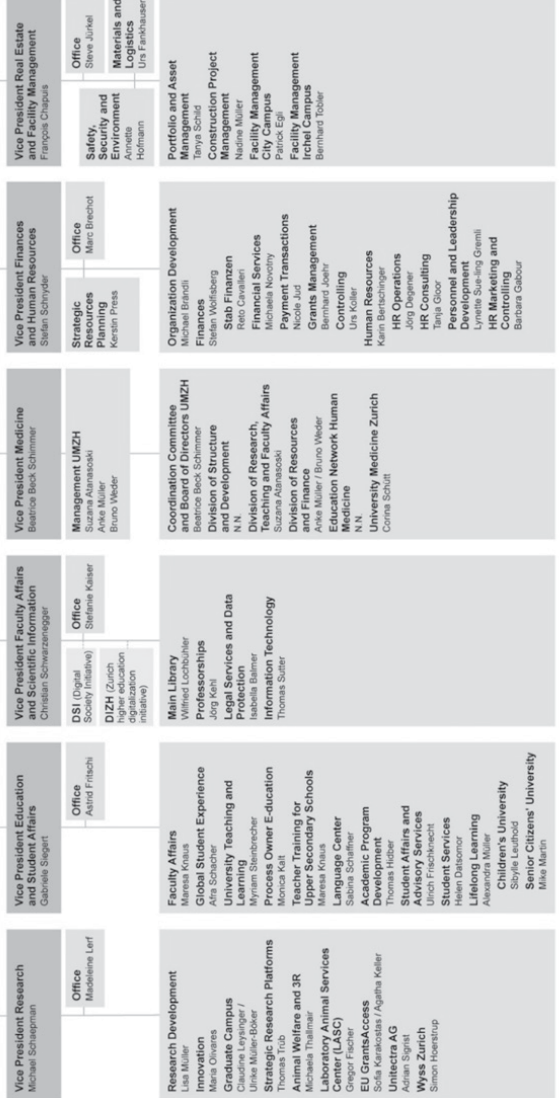 Vice President Research
Michael Schaepman
Office
Madeleine Lerf
Research Development
Lisa Müller
Innovation
Maria Olivares
Graduate Campus
Claudine Leysinger /
Ulrike Müller-Böker
Strategic Research Platforms
Thomas Trüb
Animal Welfare and 3R
Michaela Thallmair
Laboratory Animal Services
Center (LASC)
Gregor Fischer
EU GrantsAccess
Sofia Karakostas / Agatha Keller
Unitectra AG
Adrian Sigrist
Wyss Zurich
Simon Hoerstrup
Vice President Education
and Student Affairs
Gabriele Siegert
Office
Astrid Fritschi
Faculty Affairs
Maresa Knaus
Global Student Experience
Afra Schacher
University Teaching and
Learning
Myriam Steinbrecher
Process Owner E-ducation
Monica Kalt
Teacher Training for
Upper Secondary Schools
Maresa Knaus
Language Center
Sabina Schaffner
Academic Program
Development
Thomas Hidber
Student Affairs and
Advisory Services
Ulrich Frischknecht
Student Services
Helen Datsomor
Lifelong Learning
Alexandra Müller
Children's University
Sibylle Leuthold
Senior Citizens' University
Mike Martin
Vice President Faculty Affairs
and Scientific Information
Christian Schwarzenegger
DSI (Digital
Society Initiative)
DIZH (Zurich
higher education
digitalization
initiative)
Office
Stefanie Kaiser
Main Library
Wilfried Lochbühler
Professorships
Jörg Kehl
Legal Services and Data
Protection
Isabella Balmer
Information Technology
Thomas Sutter
Vice President Medicine
Beatrice Beck Schimmer
Management UMZH
Suzana Atanasoski
Anke Müller
Bruno Weder
Coordination Committee
and Board of Directors UMZH
Beatrice Beck Schimmer
Division of Structure
and Development
N.N.
Division of Research,
Teaching and Faculty Affairs
Suzana Atanasoski
Division of Resources
and Finance
Anke Müller / Bruno Weder
Education Network Human
Medicine
N.N.
University Medicine Zurich
Corina Schütt
Vice President Finances
and Human Resources
Stefan Schnyder
Strategic
Resources
Planning
Kerstin Press
Office
Marc Brechot
Organization Development
Michael Brändli
Finances
Stefan Wolfisberg
Stab Finanzen
Reto Cavalleri
Financial Services
Michaela Novotny
Payment Transactions
Nicole Jud
Grants Management
Bernhard Joehr
Controlling
Urs Koller
Human Resources
Karin Bertschinger
HR Operations
Jörg Degener
HR Consulting
Tanja Gloor
Personnel and Leadership
Development
Lynette Sue-ling Gremli
HR Marketing and
Controlling
Barbara Gabour
Vice President Real Estate
and Facility Management
François Chapuis
Safety,
Security and
Environment
Annette
Hofmann
Office
Steve Jürkel
Materials and
Logistics
Urs Fankhauser
Portfolio and Asset
Management
Tanya Schild
Construction Project
Management
Nadine Müller
Facility Management
City Campus
Patrick Egli
Facility Management
Irchel Campus
Bernhard Tobler